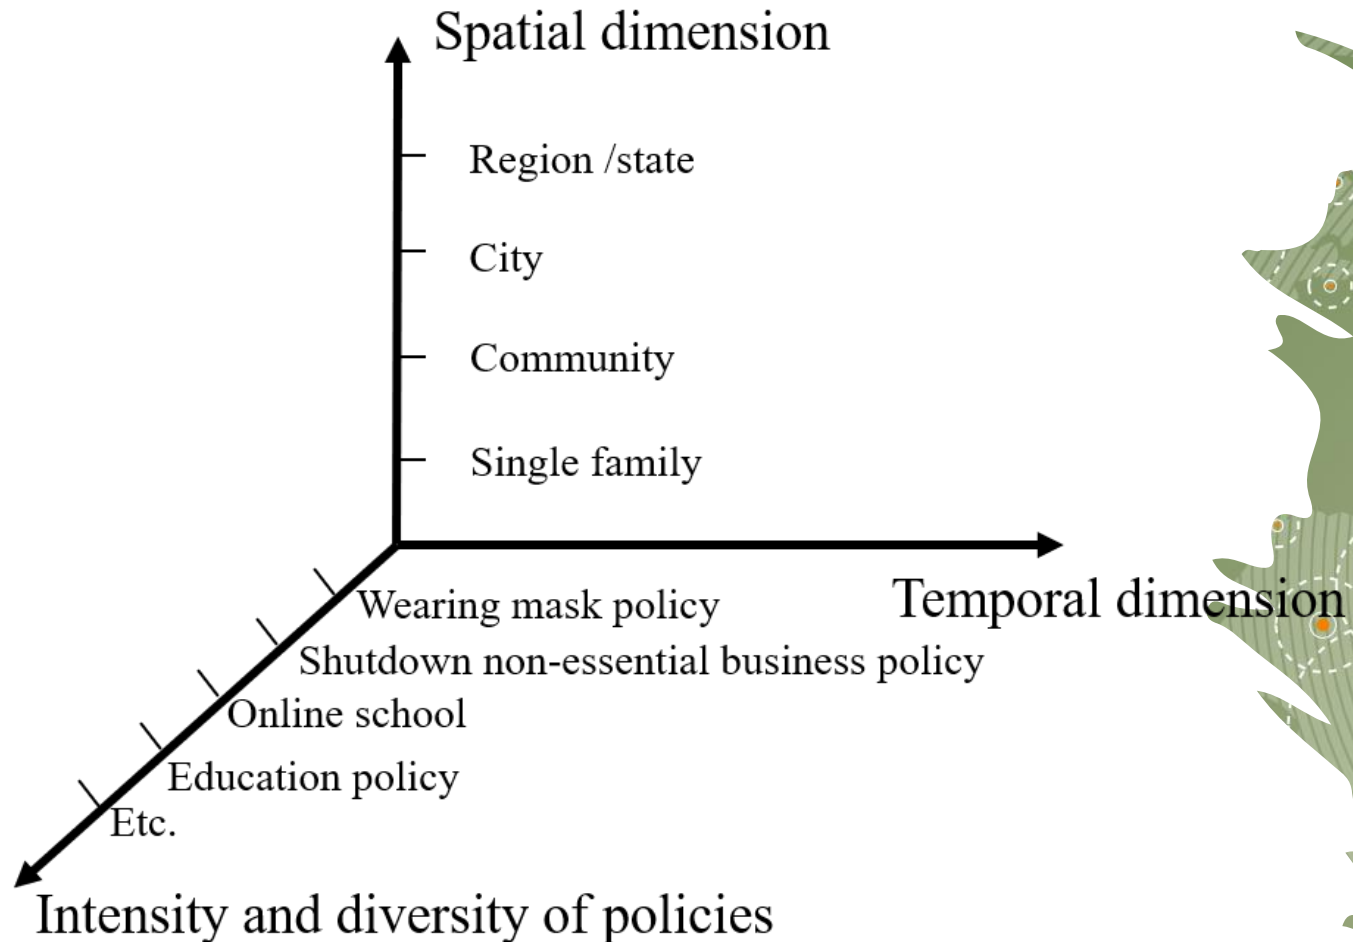 Spatial dimension
Region /state
City
Community
Single family
Temporal dimension
Wearing mask policy
Shutdown non-essential business policy
Online school
Education policy
Etc.
Intensity and diversity of policies